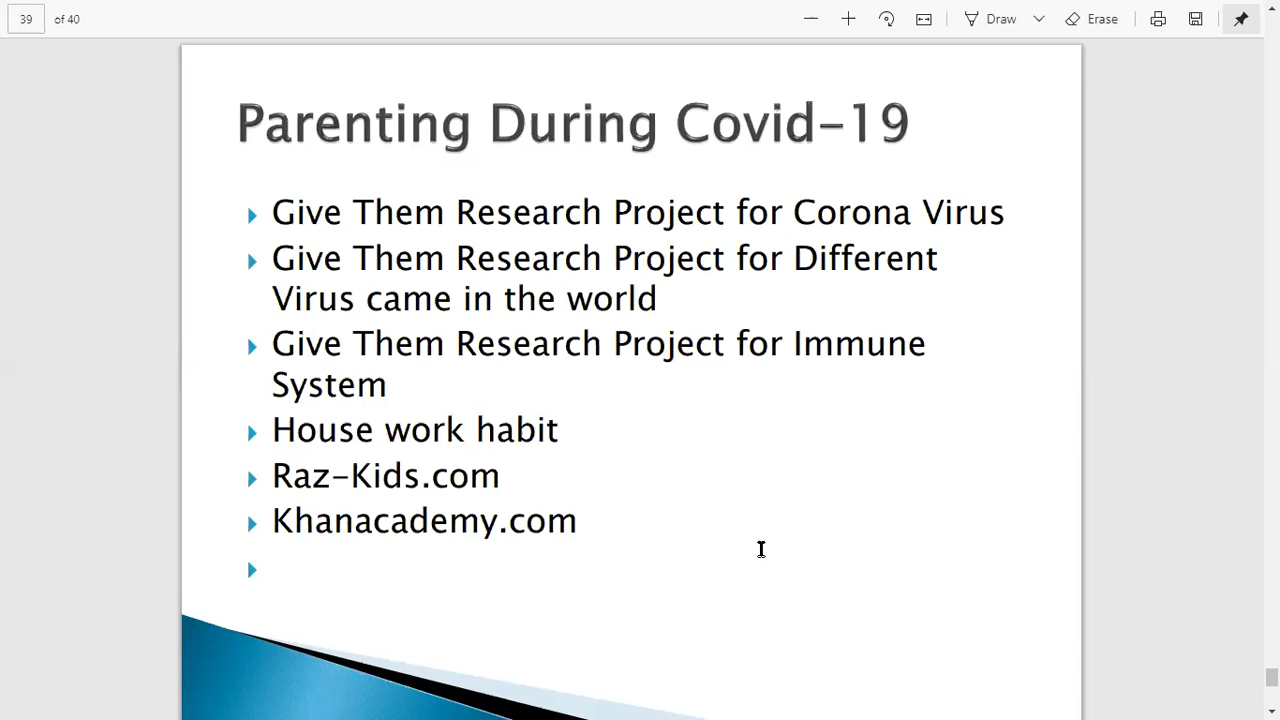 39 of 40 Draw Erase
Parenting During Covid-19
Give Them Research Project for Corona Virus
Give Them Research Project for Different
Virus came in the world
Give Them Research Project for Immune
System
House work habit
Raz-Kids.com
Khanacademy.com